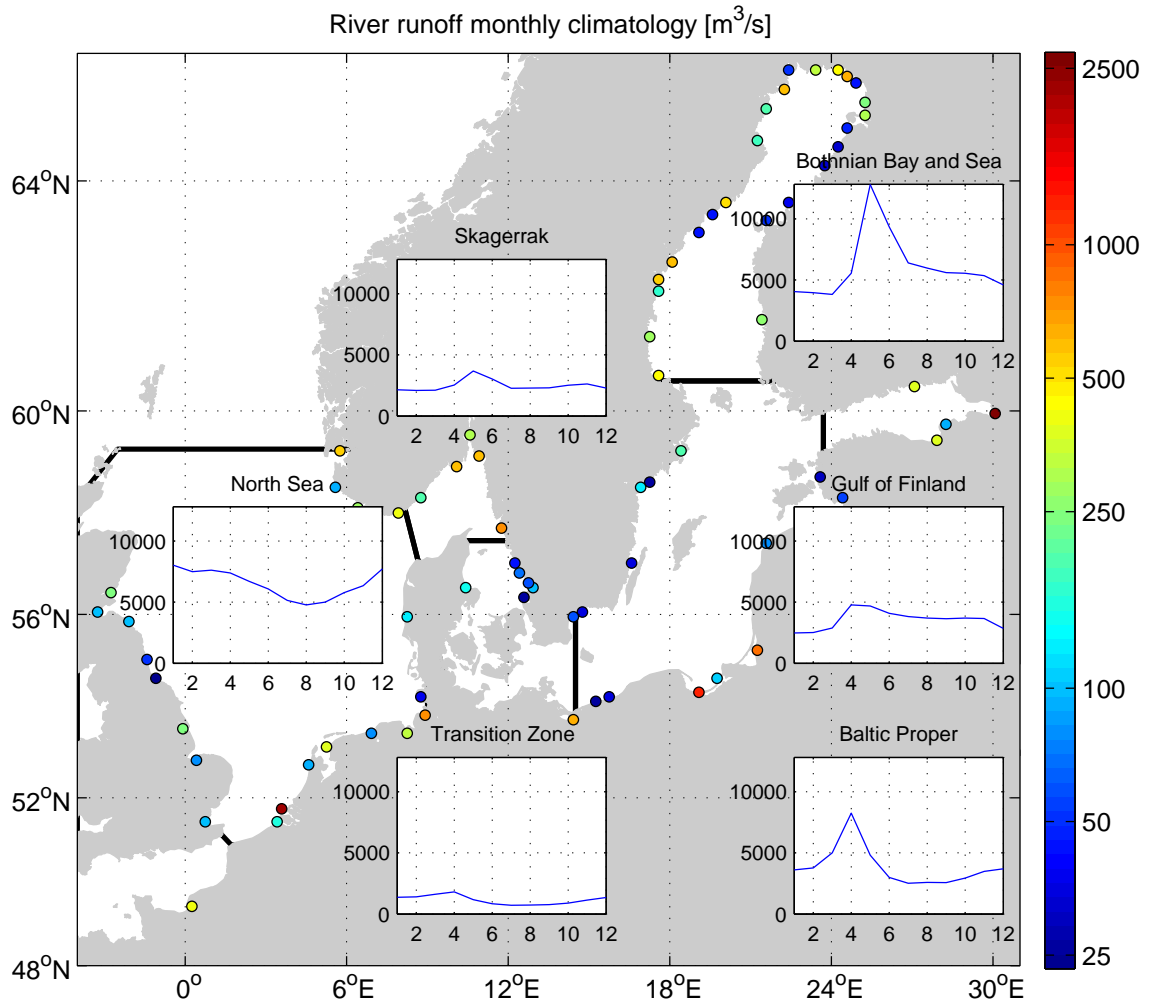 River runoff monthly climatology [m³/s]
2500
1000
500
250
100
50
25
64°N
60°N
56°N
52°N
48°N
0°
6°E
12°E
18°E
24°E
30°E
Bothnian Bay and Sea
10000
5000
0
2 4 6 8 10 12
Skagerrak
10000
5000
0
2 4 6 8 10 12
North Sea
10000
5000
0
2 4 6 8 10 12
Gulf of Finland
10000
5000
0
2 4 6 8 10 12
Transition Zone
10000
5000
0
2 4 6 8 10 12
Baltic Proper
10000
5000
0
2 4 6 8 10 12